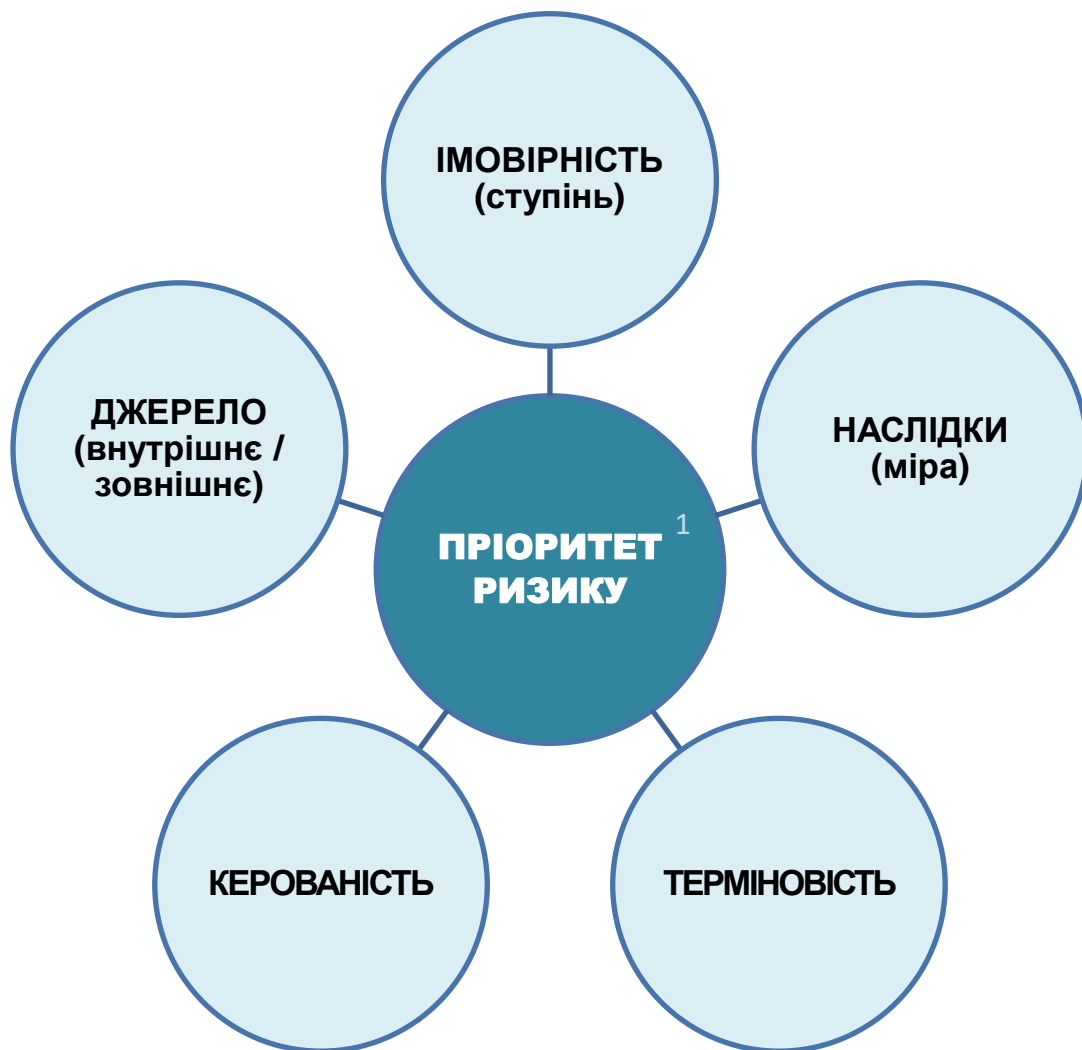 ІМОВІРНІСТЬ
(ступінь)
ДЖЕРЕЛО
(внутрішнє /
зовнішнє)
НАСЛІДКИ
(міра)
ПРІОРИТЕТ 1
РИЗИКУ
КЕРОВАНІСТЬ
ТЕРМІНОВІСТЬ